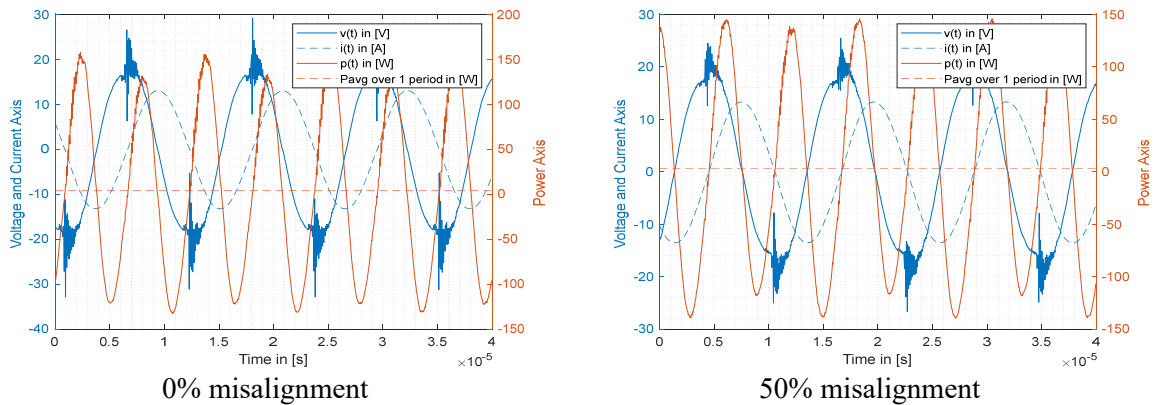 30
20
10
0
-10
-20
-30
-40
Voltage and Current Axis
200
150
100
50
0
-50
-100
-150
Power Axis
v(t) in [V]
i(t) in [A]
p(t) in [W]
Pavg over 1 period in [W]
0 0.5 1 1.5 2 2.5 3 3.5 4
Time in [s]
×10⁻⁵
0% misalignment
30
20
10
0
-10
-20
-30
Voltage and Current Axis
150
100
50
0
-50
-100
-150
Power Axis
v(t) in [V]
i(t) in [A]
p(t) in [W]
Pavg over 1 period in [W]
0 0.5 1 1.5 2 2.5 3 3.5 4
Time in [s]
×10⁻⁵
50% misalignment